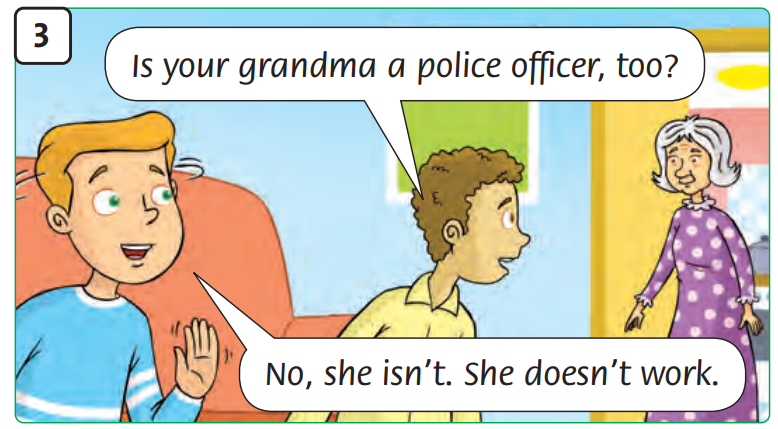 3
Is your grandma a police officer, too?
No, she isn't. She doesn't work.